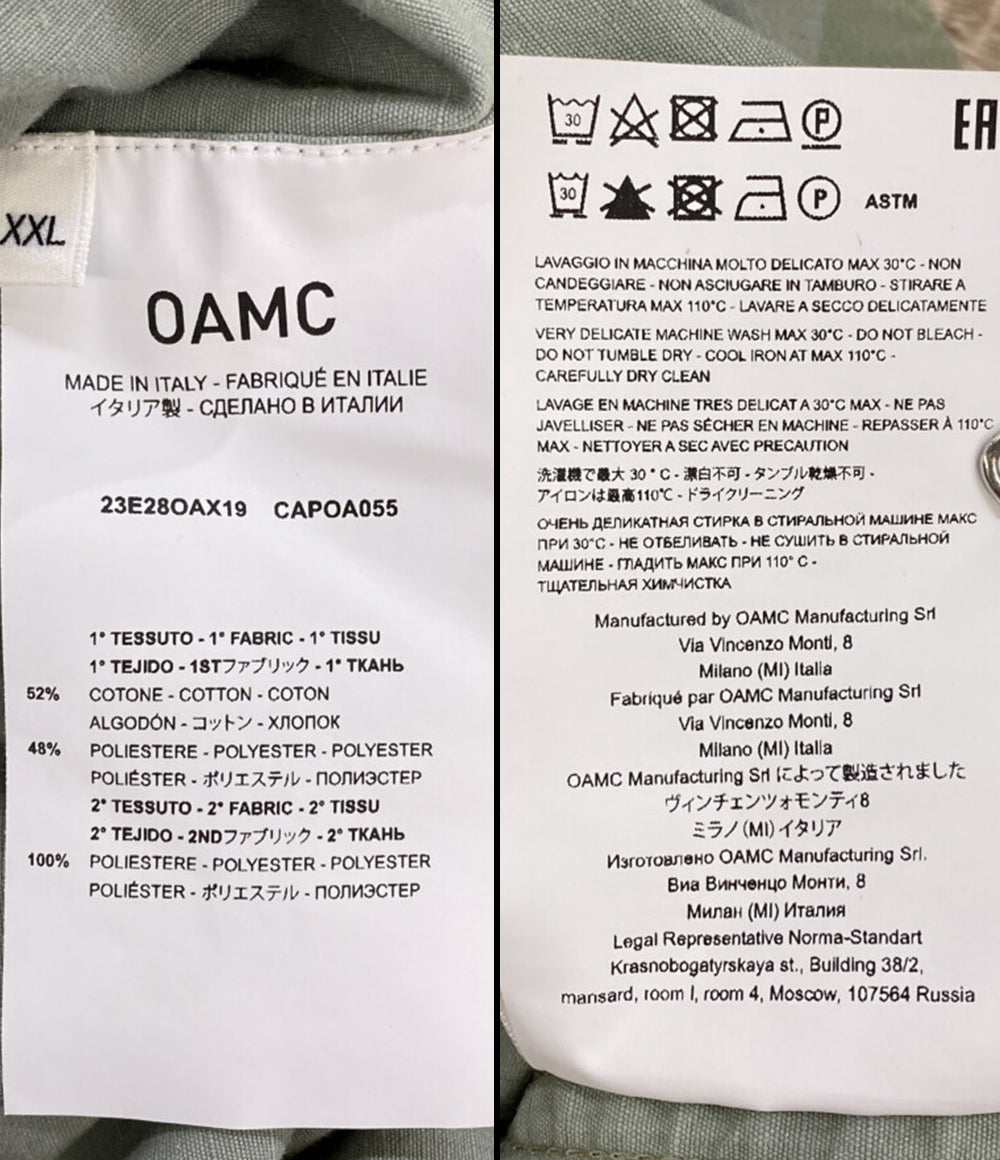 XXL
OAMC
MADE IN ITALY - FABRIQUÉ EN ITALIE
イタリア製 - СДЕЛАНО В ИТАЛИИ
23E28OAX19 CAPOA055
1° TESSUTO - 1° FABRIC - 1° TISSU
1° TEJIDO - 1STファブリック - 1° ТКАНЬ
52% COTONE - COTTON - COTON
ALGODÓN - コットン - ХЛОПОК
48% POLIESTERE - POLYESTER - POLYESTER
POLIÉSTER - ポリエステル - ПОЛИЭСТЕР
2° TESSUTO - 2° FABRIC - 2° TISSU
2° TEJIDO - 2NDファブリック - 2° ТКАНЬ
100% POLIESTERE - POLYESTER - POLYESTER
POLIÉSTER - ポリエステル - ПОЛИЭСТЕР
30 P EA
30 P ASTM
LAVAGGIO IN MACCHINA MOLTO DELICATO MAX 30°C - NON
CANDEGGIARE - NON ASCIUGARE IN TAMBURO - STIRARE A
TEMPERATURA MAX 110°C - LAVARE A SECCO DELICATAMENTE
VERY DELICATE MACHINE WASH MAX 30°C - DO NOT BLEACH -
DO NOT TUMBLE DRY - COOL IRON AT MAX 110°C -
CAREFULLY DRY CLEAN
LAVAGE EN MACHINE TRES DELICAT A 30°C MAX - NE PAS
JAVELLISER - NE PAS SÉCHER EN MACHINE - REPASSER À 110°C
MAX - NETTOYER A SEC AVEC PRECAUTION
洗濯機で最大 30 ° C - 漂白不可 - タンブル乾燥不可 -
アイロンは最高110℃ - ドライクリーニング
ОЧЕНЬ ДЕЛИКАТНАЯ СТИРКА В СТИРАЛЬНОЙ МАШИНЕ МАКС
ПРИ 30°C - НЕ ОТБЕЛИВАТЬ - НЕ СУШИТЬ В СТИРАЛЬНОЙ
МАШИНЕ - ГЛАДИТЬ МАКС ПРИ 110° C -
ТЩАТЕЛЬНАЯ ХИМЧИСТКА
Manufactured by OAMC Manufacturing Srl
Via Vincenzo Monti, 8
Milano (MI) Italia
Fabriqué par OAMC Manufacturing Srl
Via Vincenzo Monti, 8
Milano (MI) Italia
OAMC Manufacturing Srl によって製造されました
ヴィンチェンツォモンティ8
ミラノ (MI) イタリア
Изготовлено OAMC Manufacturing Srl.
Виа Винченцо Монти, 8
Милан (MI) Италия
Legal Representative Norma-Standart
Krasnobogatyrskaya st., Building 38/2,
mansard, room I, room 4, Moscow, 107564 Russia